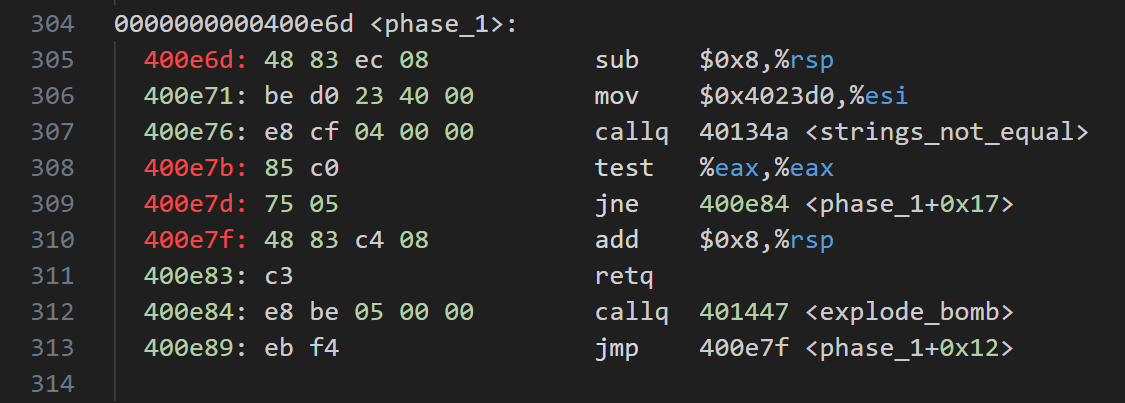 304 0000000000400e6d <phase_1>:
305 400e6d: 48 83 ec 08 sub $0x8,%rsp
306 400e71: be d0 23 40 00 mov $0x4023d0,%esi
307 400e76: e8 cf 04 00 00 callq 40134a <strings_not_equal>
308 400e7b: 85 c0 test %eax,%eax
309 400e7d: 75 05 jne 400e84 <phase_1+0x17>
310 400e7f: 48 83 c4 08 add $0x8,%rsp
311 400e83: c3 retq
312 400e84: e8 be 05 00 00 callq 401447 <explode_bomb>
313 400e89: eb f4 jmp 400e7f <phase_1+0x12>
314